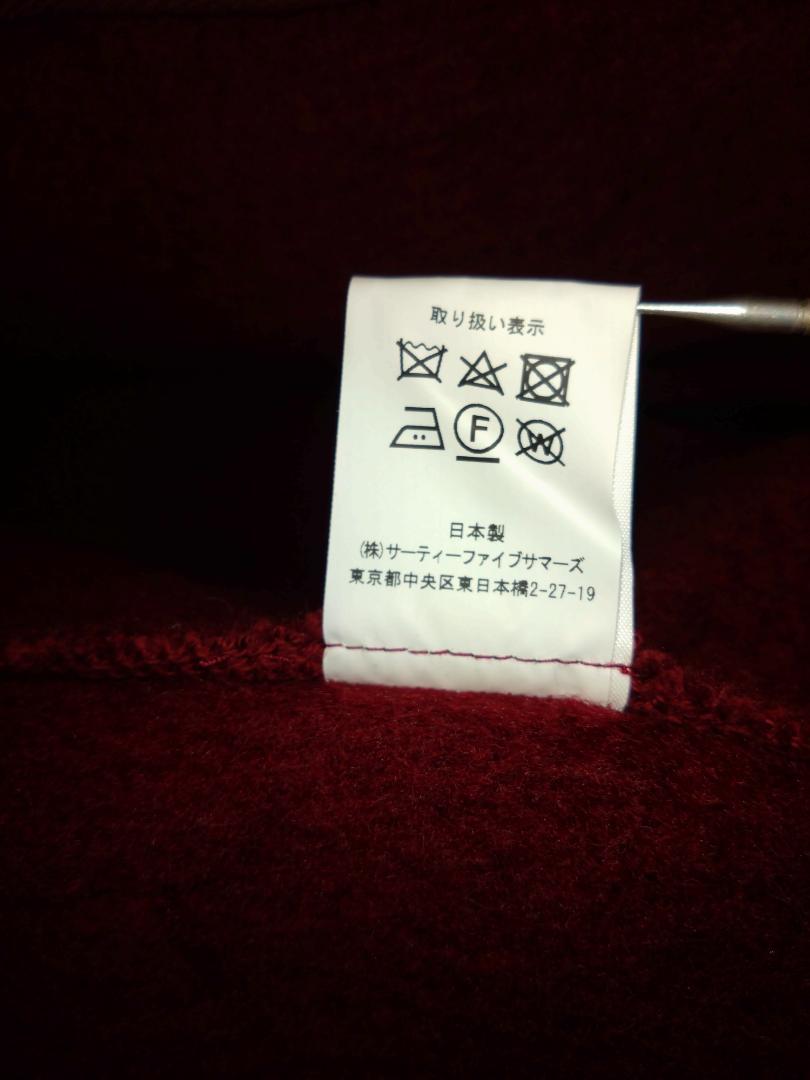 取り扱い表示
F W
日本製
(株)サーティーファイブサマーズ
東京都中央区東日本橋2-27-19